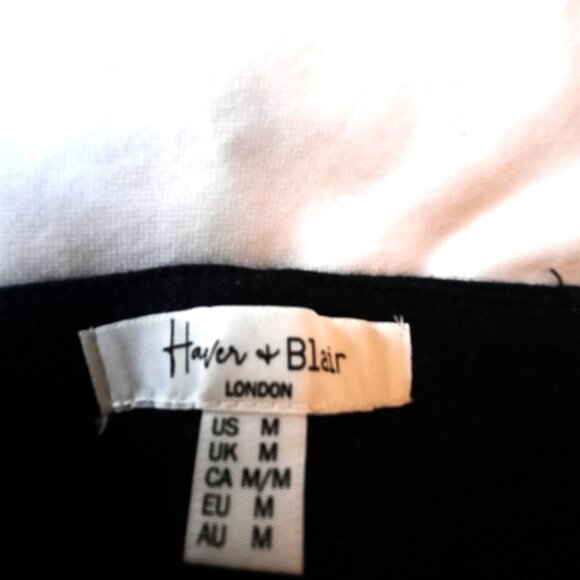 Haver + Blair
LONDON
US M
UK M
CA M/M
EU M
AU M